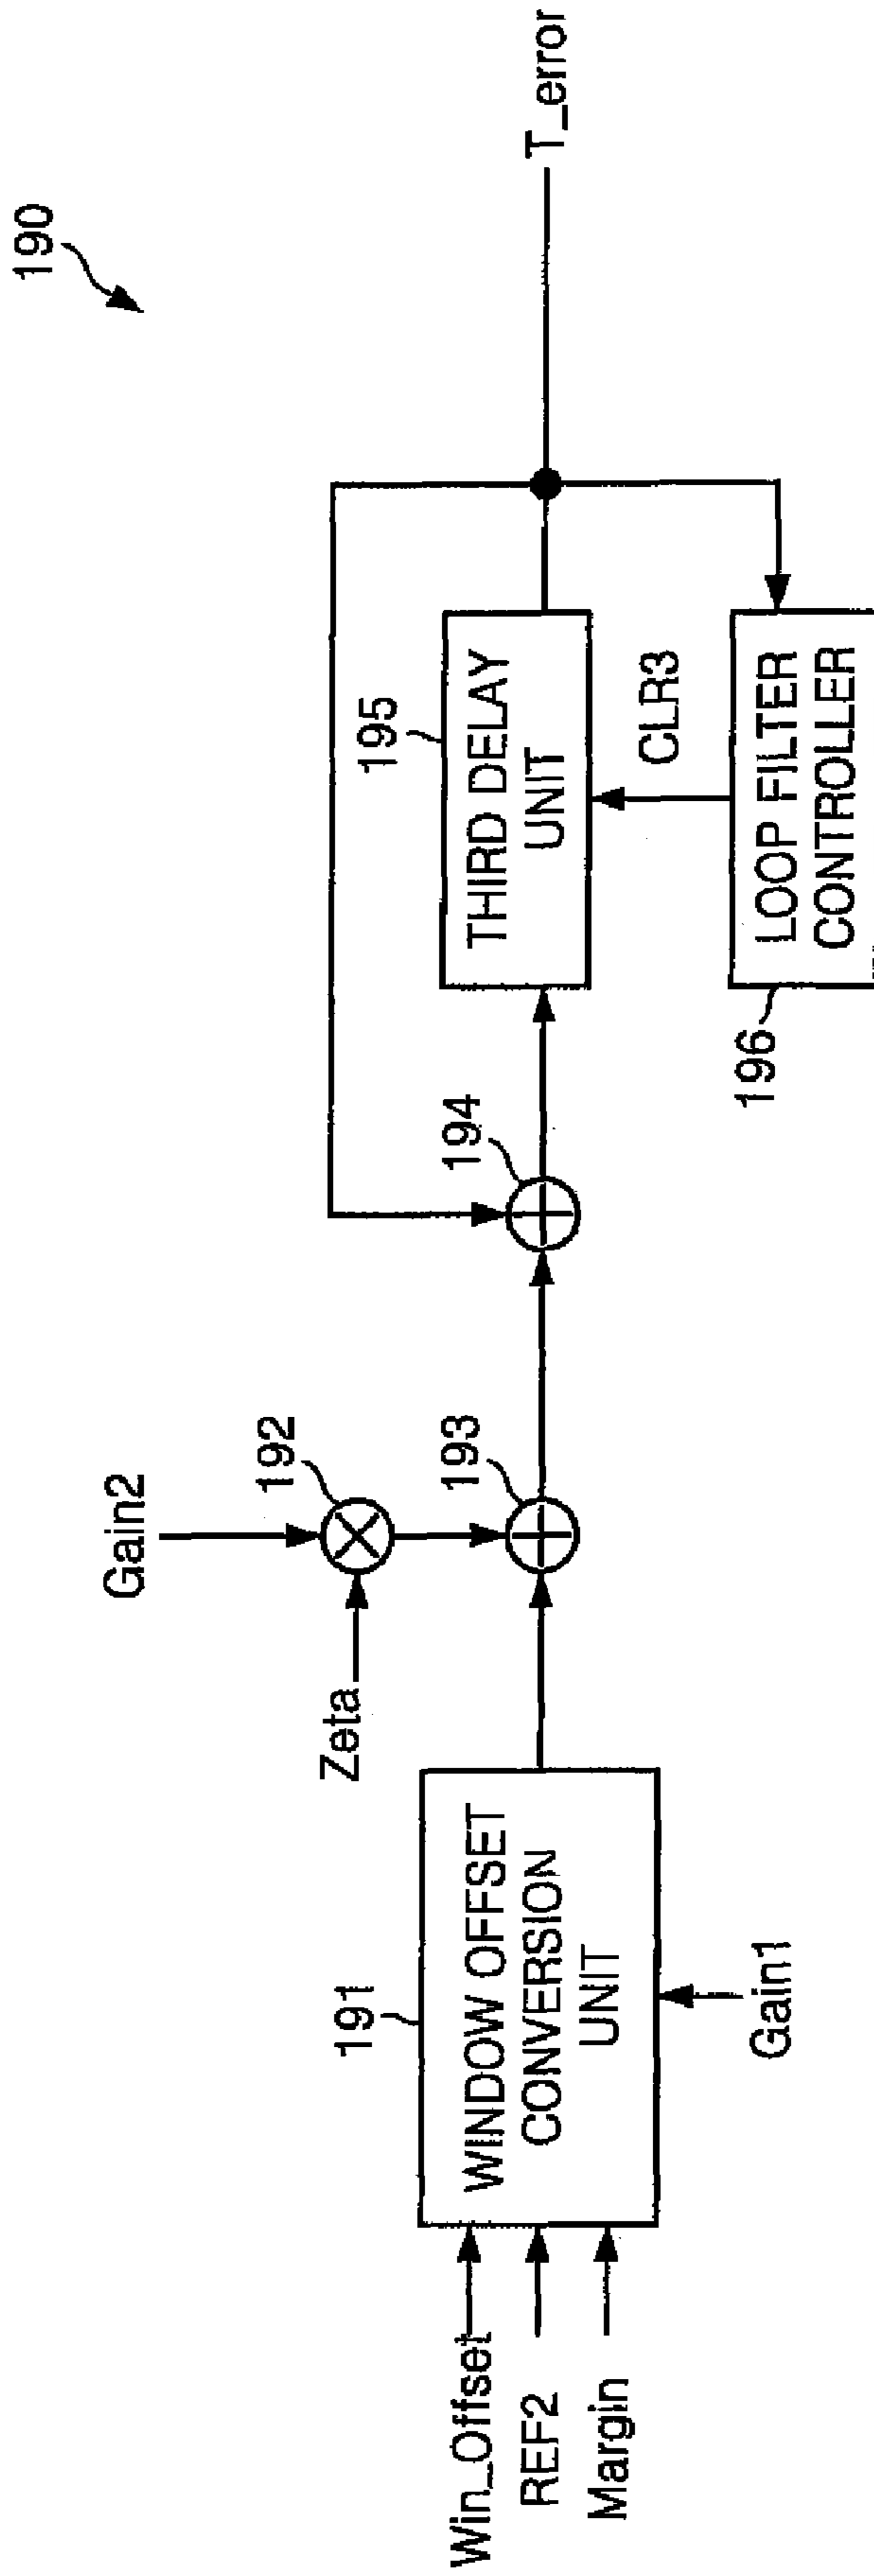 190
Win_Offset
REF2
Margin
191
WINDOW OFFSET
CONVERSION
UNIT
Gain1
Zeta
Gain2
192
193
194
195
THIRD DELAY
UNIT
CLR3
196
LOOP FILTER
CONTROLLER
T_error